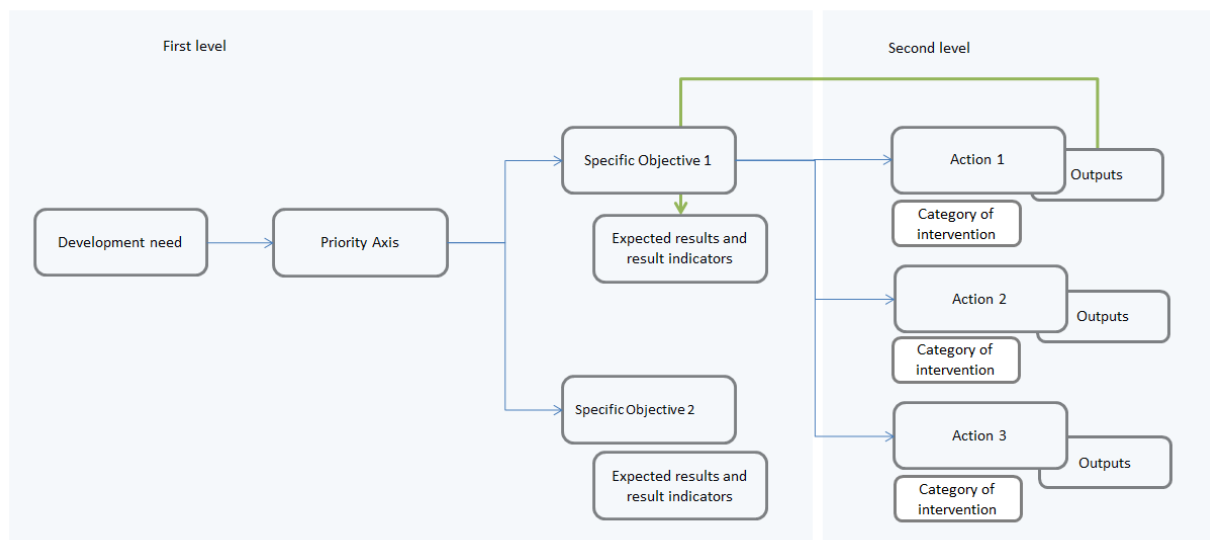 First level
Second level
Development need
Priority Axis
Specific Objective 1
Expected results and
result indicators
Specific Objective 2
Expected results and
result indicators
Action 1
Outputs
Category of
intervention
Action 2
Outputs
Category of
intervention
Action 3
Outputs
Category of
intervention